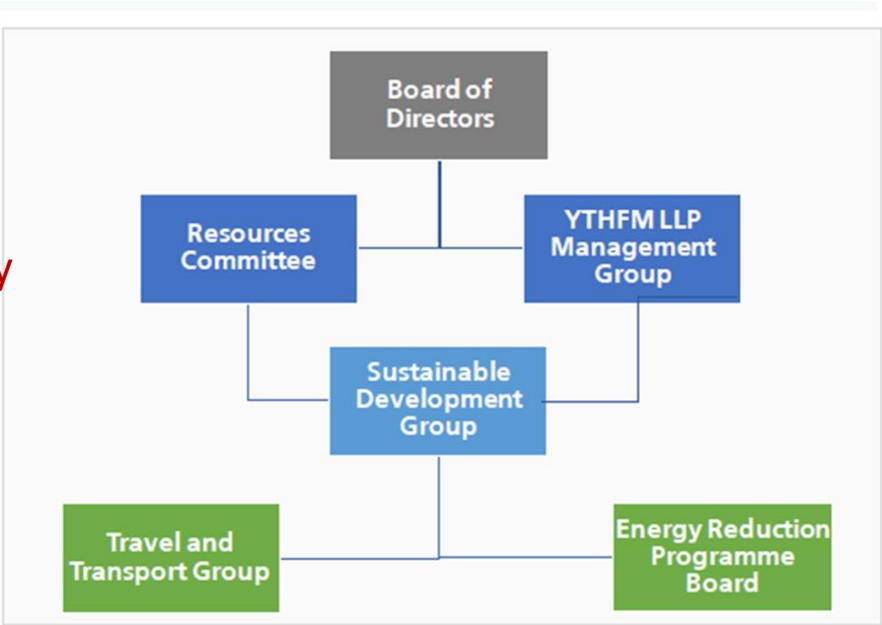 Board of
Directors
Resources
Committee
YTHFM LLP
Management
Group
y
Sustainable
Development
Group
Travel and
Transport Group
Energy Reduction
Programme
Board